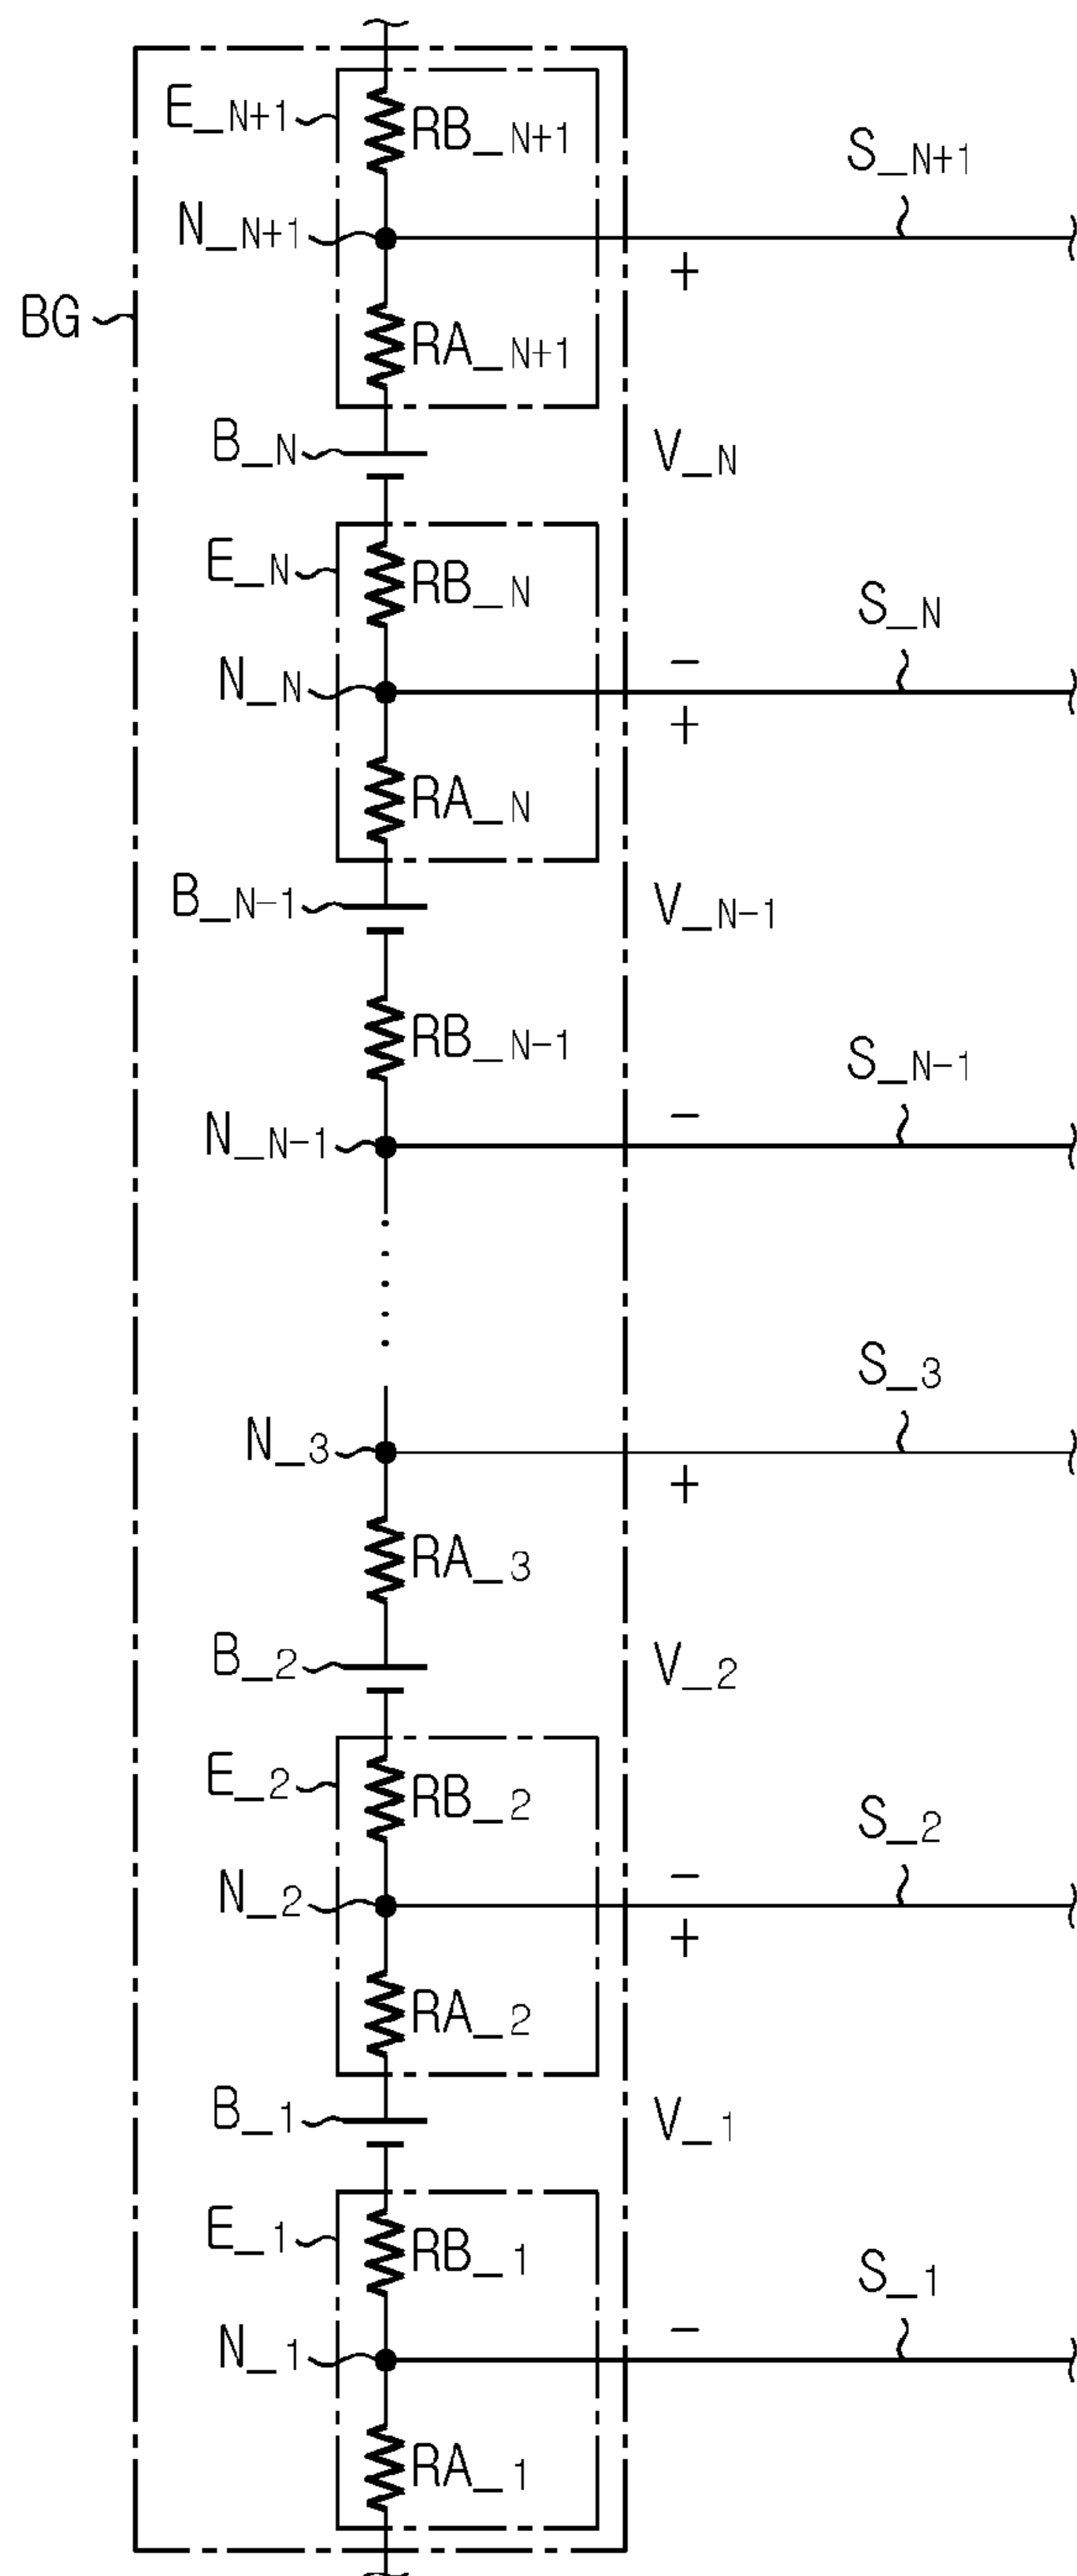 E_N+1
RB_N+1
S_N+1
N_N+1
+
BG
RA_N+1
B_N
V_N
E_N
RB_N
S_N
N_N
-
+
RA_N
B_N-1
V_N-1
RB_N-1
S_N-1
N_N-1
-
S_3
N_3
+
RA_3
B_2
V_2
E_2
RB_2
S_2
N_2
-
+
RA_2
B_1
V_1
E_1
RB_1
S_1
N_1
-
RA_1